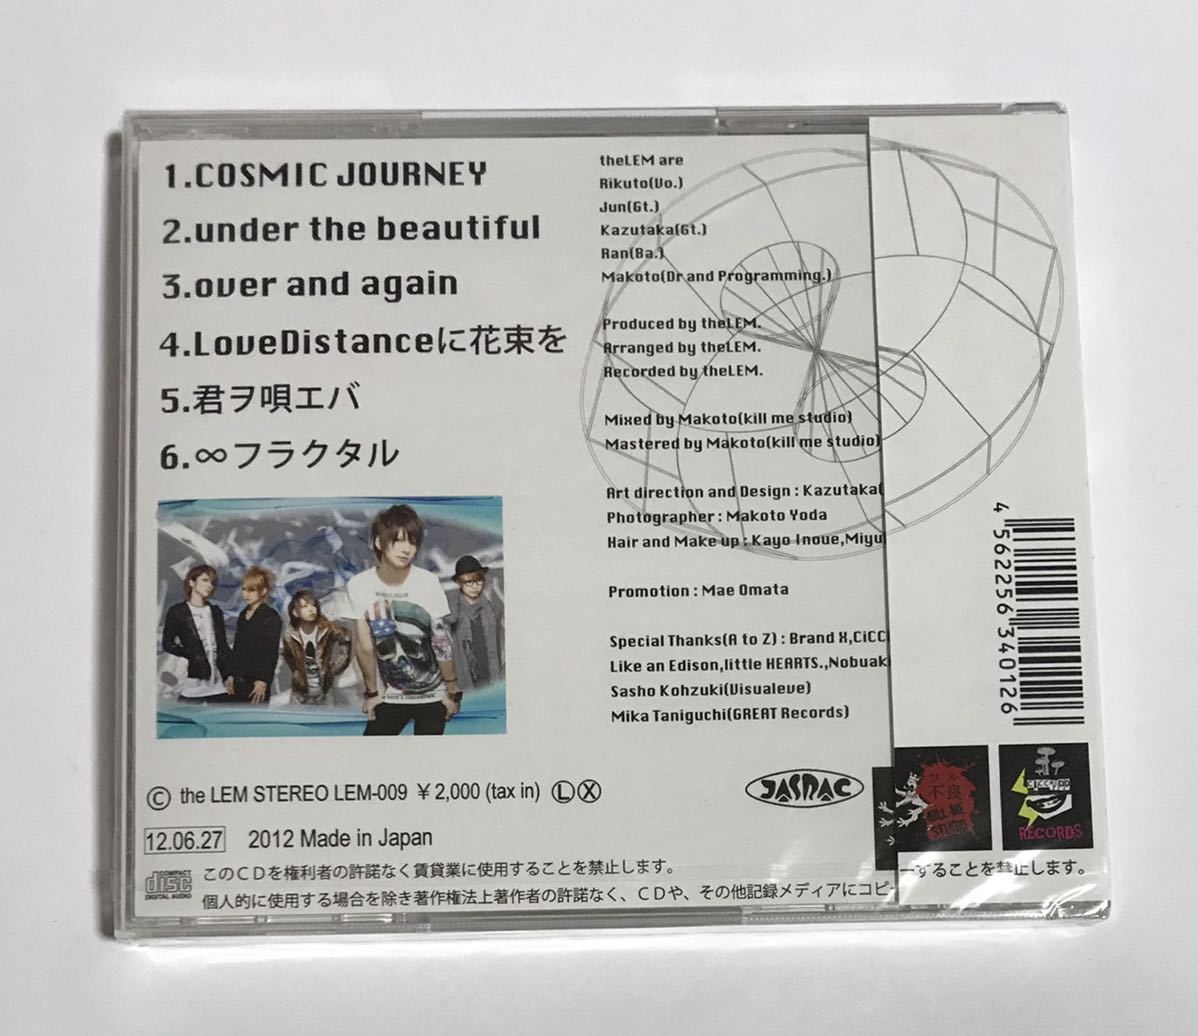 1.COSMIC JOURNEY
2.under the beautiful
3.over and again
4.LoveDistanceに花束を
5.君ヲ唄エバ
6.∞フラクタル
theLEM are
Rikuto(Vo.)
Jun(Gt.)
Kazutaka(Gt.)
Ran(Ba.)
Makoto(Dr and Programming.)
Produced by theLEM.
Arranged by theLEM.
Recorded by theLEM.
Mixed by Makoto(kill me studio)
Mastered by Makoto(kill me studio)
Art direction and Design : Kazutaka(
Photographer : Makoto Yoda
Hair and Make up : Kayo Inoue,Miyu
Promotion : Mae Omata
Special Thanks(A to Z) : Brand X,CiCC
Like an Edison,little HEARTS.,Nobuak
Sasho Kohzuki(Visualeve)
Mika Taniguchi(GREAT Records)
4 562256 340126
© the LEM STEREO LEM-009 ¥2,000 (tax in) Ⓛ Ⓧ
JASRAC
12.06.27 2012 Made in Japan
不良
KILL ME
STUDIO
RECORDS
COMPACT
disc
DIGITAL AUDIO
このCDを権利者の許諾なく賃貸業に使用することを禁止します。
個人的に使用する場合を除き著作権法上著作者の許諾なく、CDや、その他記録メディアにコピ
ーすることを禁止します。